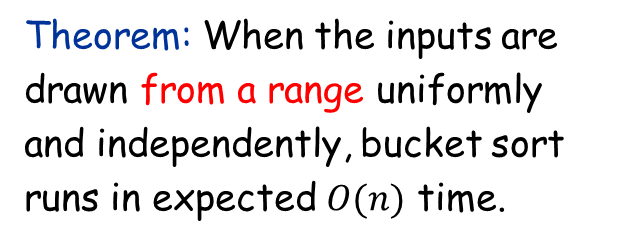 Theorem: When the inputs are
drawn from a range uniformly
and independently, bucket sort
runs in expected O(n) time.